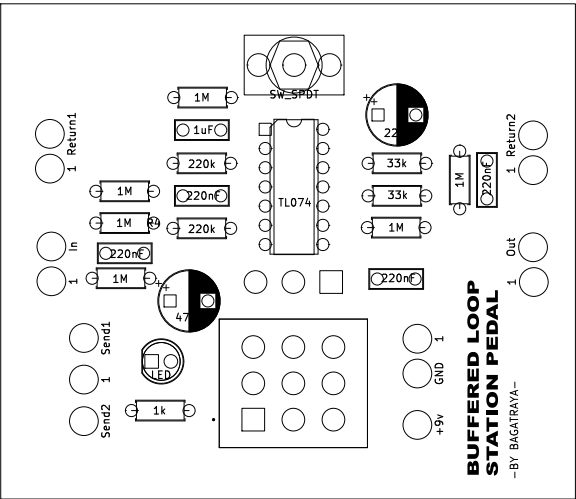 SW_SPDT
1M
22
1uF
Return1
1
Return2
1
220k
33k
220nF
1M
1M
220nF
33k
TL074
1M
220k
1M
In
1
220nF
Out
1
1M
220nF
47
Send1
1
Send2
LED
1k
1
GND
+9v
BUFFERED LOOP
STATION PEDAL
-BY BAGATRAYA-